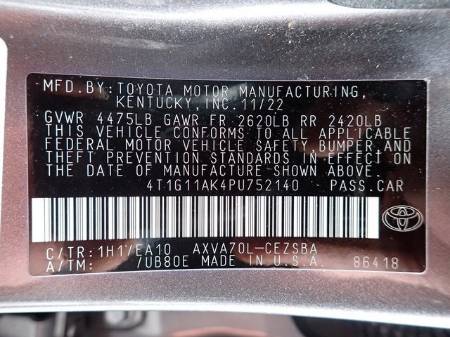 MFD.BY:TOYOTA MOTOR MANUFACTURING,
KENTUCKY,INC.11/22
GVWR 4475LB GAWR FR 2620LB RR 2420LB
THIS VEHICLE CONFORMS TO ALL APPLICABLE
FEDERAL MOTOR VEHICLE SAFETY,BUMPER,AND
THEFT PREVENTION STANDARDS IN EFFECT ON
THE DATE OF MANUFACTURE SHOWN ABOVE.
4T1G11AK4PU752140 PASS.CAR
C/TR:1H1/EA10 AXVA70L-CEZSBA
A/TM: /UB80E MADE IN U.S.A. 86418